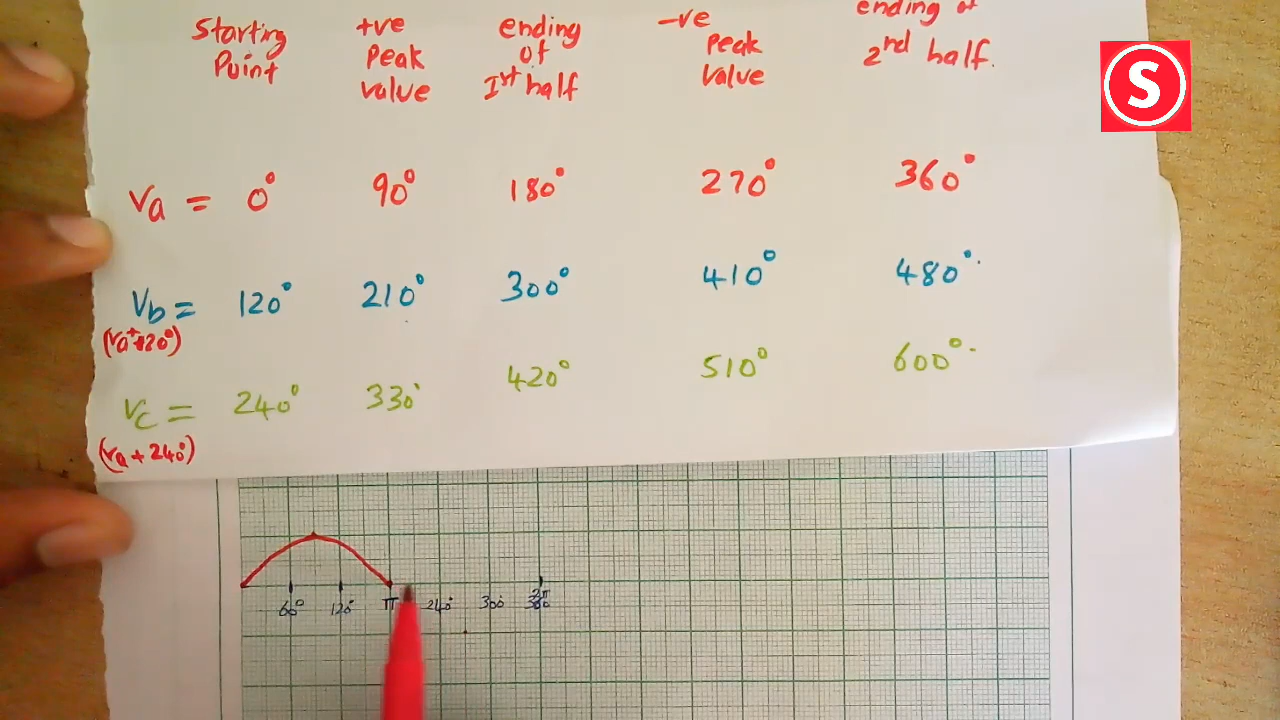 Starting Point
+ve Peak value
ending of Ist half
-ve Peak value
ending of 2nd half.
Va = 0° 90° 180° 270° 360°
Vb = 120° 210° 300° 410° 480°
(Va+120°)
Vc = 240° 330° 420° 510° 600°
(Va+240°)
S
60° 120° π 240° 300° 2π
360